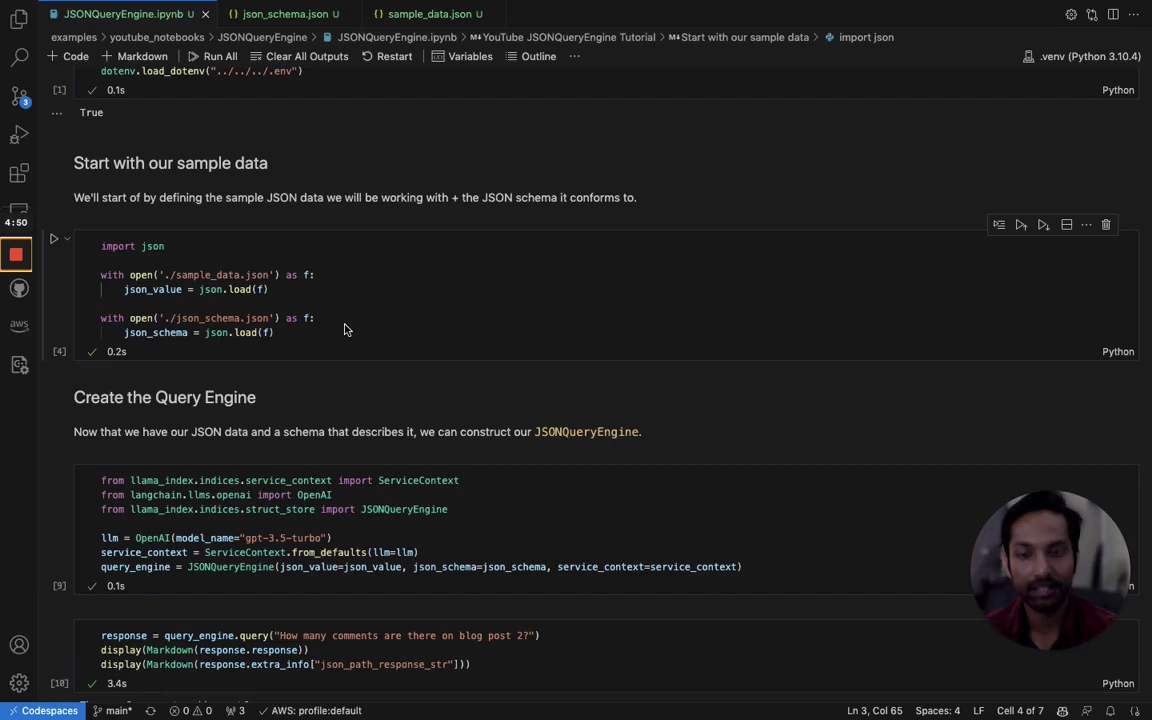 JSONQueryEngine.ipynb U
json_schema.json U
sample_data.json U
examples > youtube_notebooks > JSONQueryEngine > JSONQueryEngine.ipynb > YouTube JSONQueryEngine Tutorial > Start with our sample data > import json
+ Code + Markdown Run All Clear All Outputs Restart Variables Outline ... .venv (Python 3.10.4)
dotenv.load_dotenv("../../../.env")
[1] 0.1s Python
... True
Start with our sample data
We'll start of by defining the sample JSON data we will be working with + the JSON schema it conforms to.
4:50
import json
with open('./sample_data.json') as f:
json_value = json.load(f)
with open('./json_schema.json') as f:
json_schema = json.load(f)
[4] 0.2s Python
aws
Create the Query Engine
Now that we have our JSON data and a schema that describes it, we can construct our JSONQueryEngine.
from llama_index.indices.service_context import ServiceContext
from langchain.llms.openai import OpenAI
from llama_index.indices.struct_store import JSONQueryEngine
llm = OpenAI(model_name="gpt-3.5-turbo")
service_context = ServiceContext.from_defaults(llm=llm)
query_engine = JSONQueryEngine(json_value=json_value, json_schema=json_schema, service_context=service_context)
[9] 0.1s
response = query_engine.query("How many comments are there on blog post 2?")
display(Markdown(response.response))
display(Markdown(response.extra_info["json_path_response_str"]))
[10] 3.4s Python
Codespaces main* 0 0 3 AWS: profile:default Ln 3, Col 65 Spaces: 4 LF Cell 4 of 7